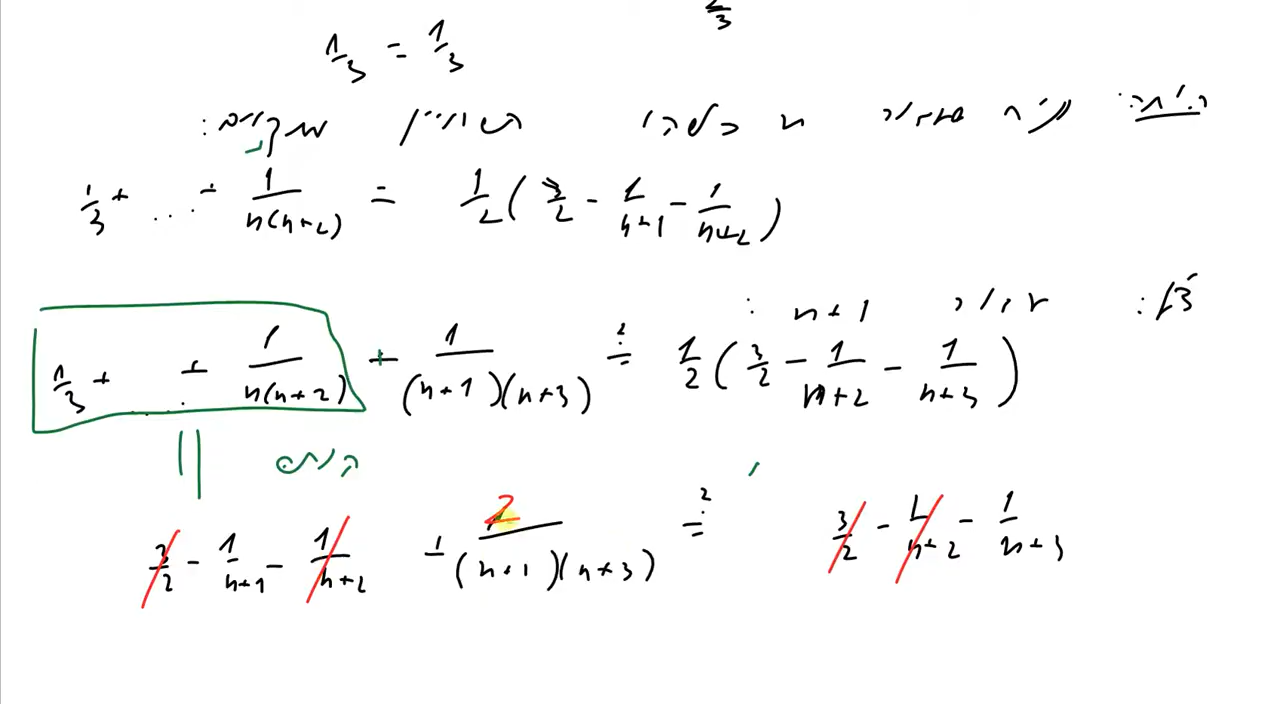 2/3
1/3 = 1/3
הנחה: נניח שעבור n כלשהו השוויון מתקיים:
1/3 + ... + 1/(n(n+2)) = 1/2 (3/2 - 1/(n+1) - 1/(n+2))
צ"ל: עבור n+1 :
1/3 + ... + 1/(n(n+2)) + 1/((n+1)(n+3)) =? 1/2 (3/2 - 1/(n+2) - 1/(n+3))
3/2 - 1/(n+1) - 1/(n+2) + 2/((n+1)(n+3)) =? 3/2 - 1/(n+2) - 1/(n+3)